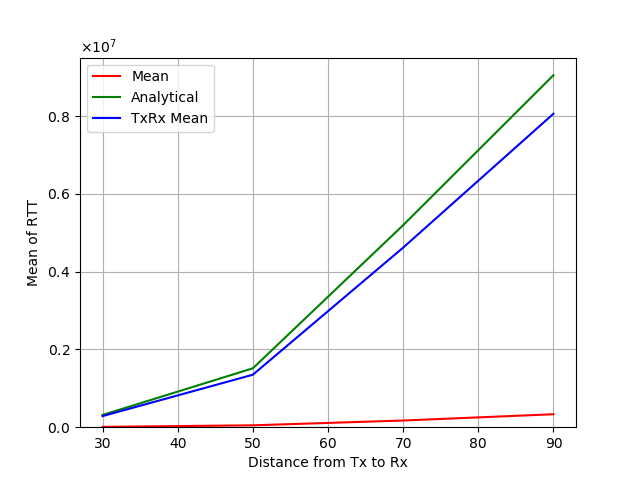 ×10⁷
Mean
Analytical
TxRx Mean
0.8
0.6
0.4
0.2
0.0
Mean of RTT
30 40 50 60 70 80 90
Distance from Tx to Rx